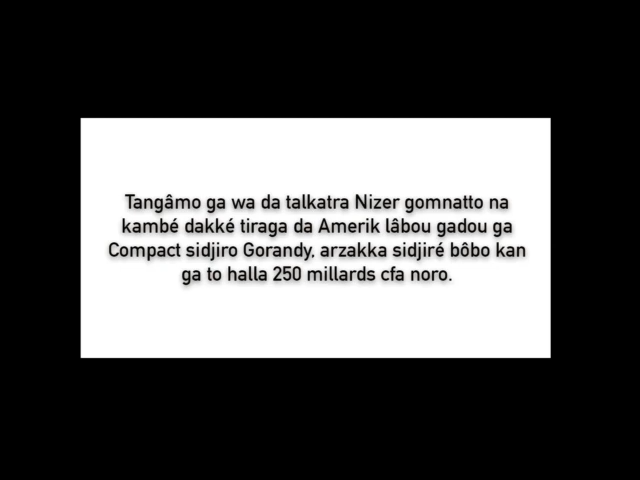 Tangâmo ga wa da talkatra Nizer gomnatto na
kambé dakké tiraga da Amerik lâbou gadou ga
Compact sidjiro Gorandy, arzakka sidjiré bôbo kan
ga to halla 250 millards cfa noro.